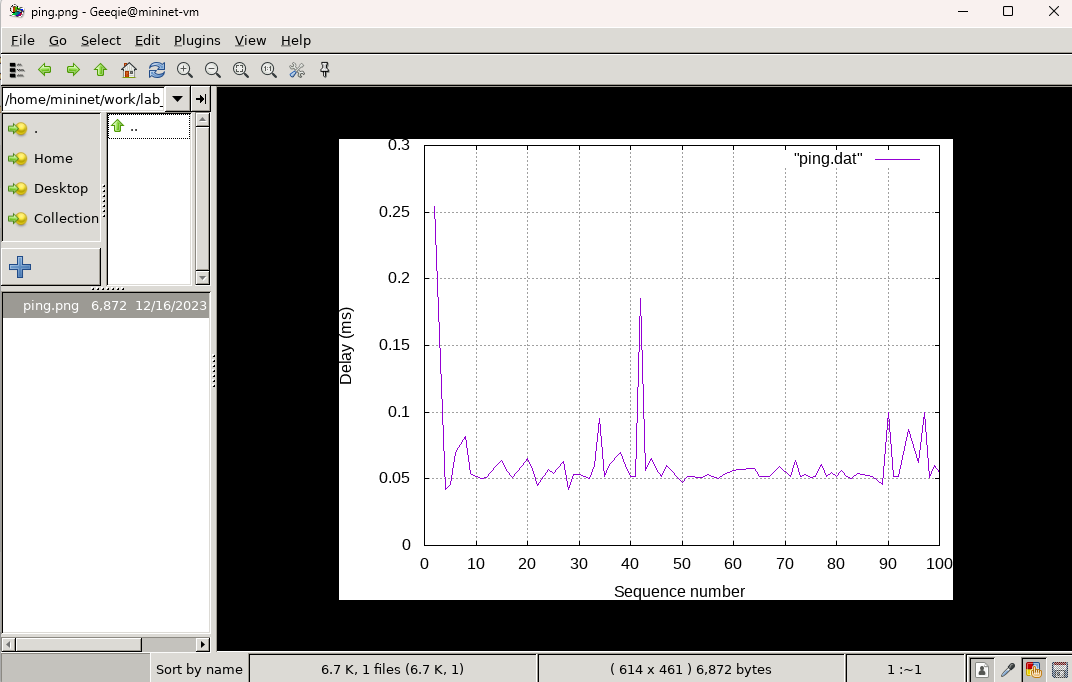 ping.png - Geeqie@mininet-vm
File Go Select Edit Plugins View Help
/home/mininet/work/lab_
.
..
Home
Desktop
Collection
ping.png 6,872 12/16/2023
"ping.dat"
0.3
0.25
0.2
0.15
0.1
0.05
0
Delay (ms)
0 10 20 30 40 50 60 70 80 90 100
Sequence number
Sort by name
6.7 K, 1 files (6.7 K, 1)
( 614 x 461 ) 6,872 bytes
1 :~1